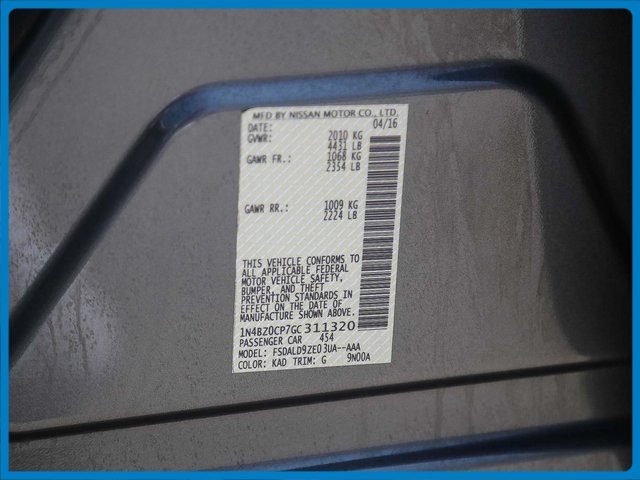 MFD BY NISSAN MOTOR CO., LTD.
DATE: 04/16
GVWR: 2010 KG
4431 LB
GAWR FR.: 1068 KG
2354 LB
GAWR RR.: 1009 KG
2224 LB
THIS VEHICLE CONFORMS TO
ALL APPLICABLE FEDERAL
MOTOR VEHICLE SAFETY,
BUMPER, AND THEFT
PREVENTION STANDARDS IN
EFFECT ON THE DATE OF
MANUFACTURE SHOWN ABOVE.
1N4BZ0CP7GC311320
PASSENGER CAR 454
MODEL: FSDALD9ZE03UA--AAA
COLOR: KAD TRIM: G 9N00A